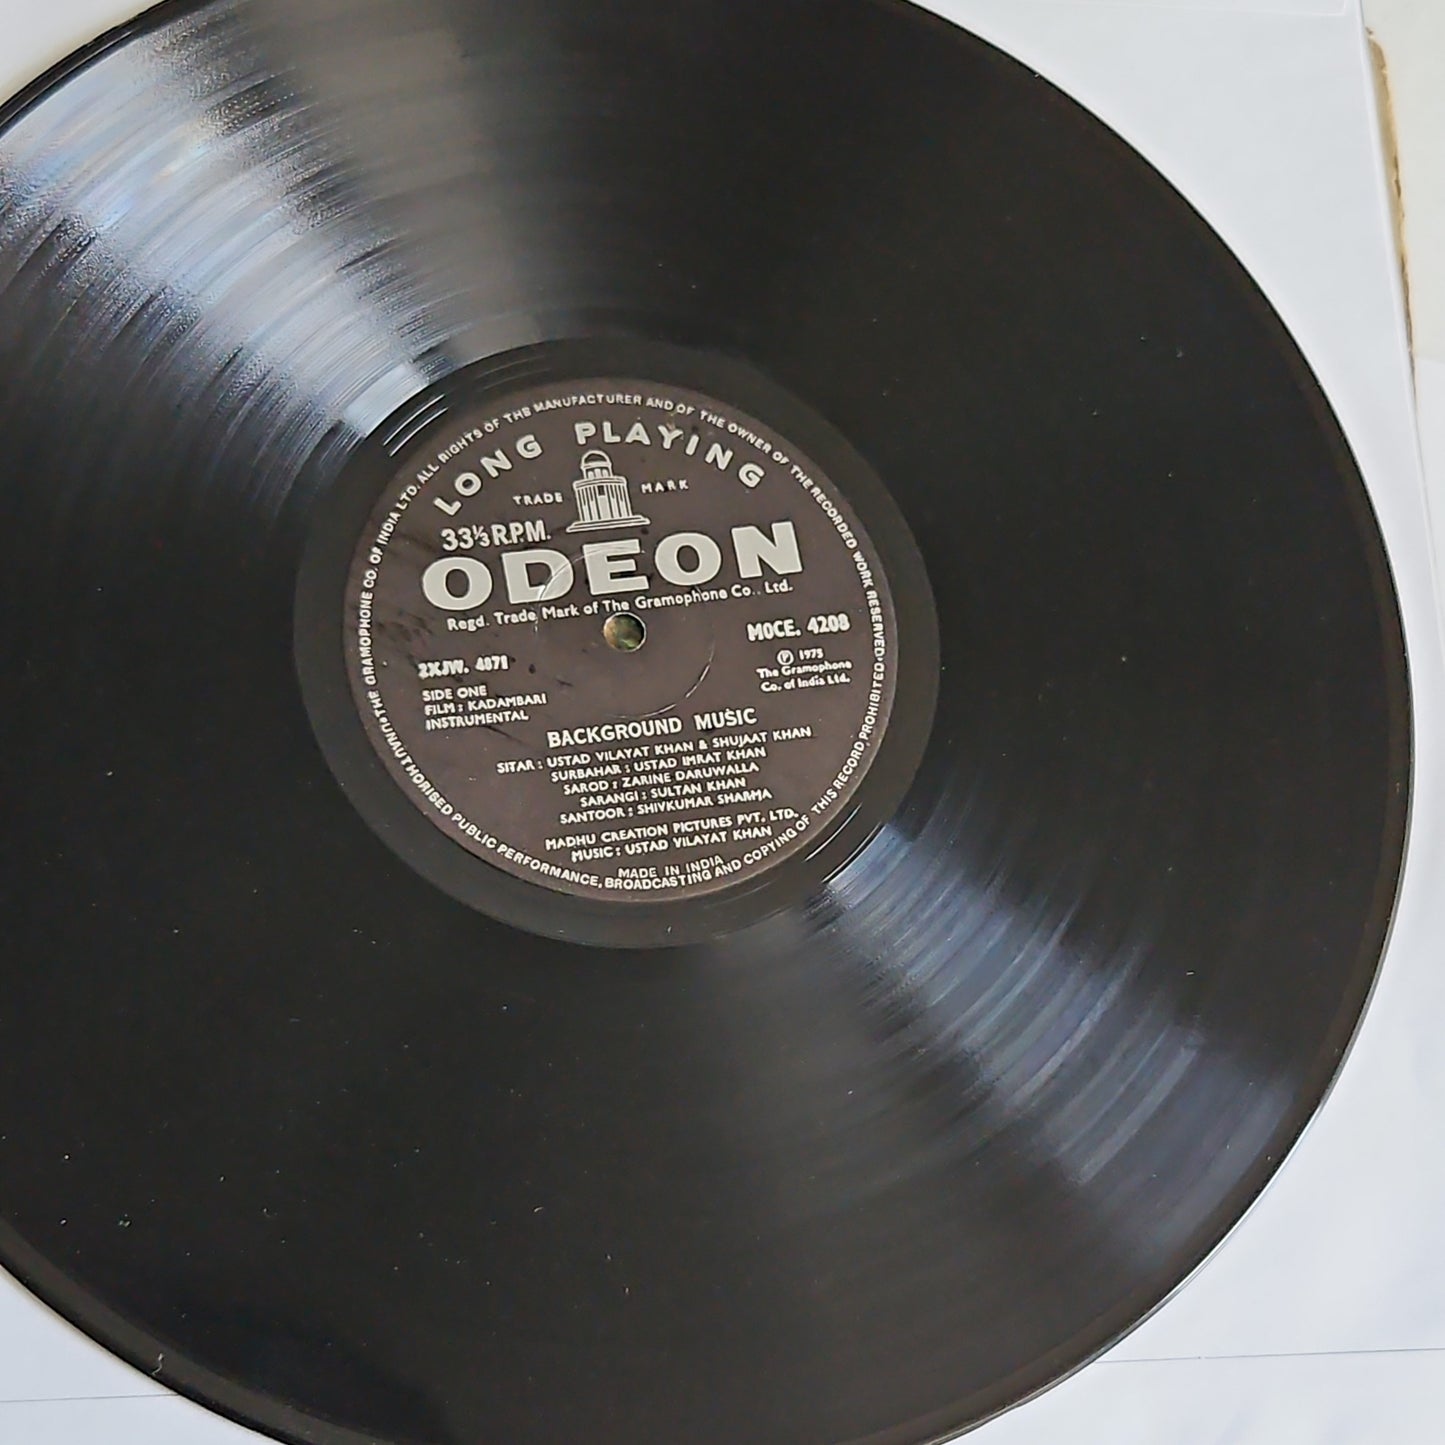 THE GRAMOPHONE CO. OF INDIA LTD. ALL RIGHTS OF THE MANUFACTURER AND OF THE OWNER OF THE RECORDED WORK RESERVED. UNAUTHORISED PUBLIC PERFORMANCE, BROADCASTING AND COPYING OF THIS RECORD PROHIBITED.
LONG PLAYING
TRADE MARK
33⅓ R.P.M.
ODEON
Regd. Trade Mark of The Gramophone Co., Ltd.
MOCE. 4208
2XJW. 4871
℗ 1975
The Gramophone
Co. of India Ltd.
SIDE ONE
FILM : KADAMBARI
INSTRUMENTAL
BACKGROUND MUSIC
SITAR : USTAD VILAYAT KHAN & SHUJAAT KHAN
SURBAHAR : USTAD IMRAT KHAN
SAROD : ZARINE DARUWALLA
SARANGI : SULTAN KHAN
SANTOOR : SHIVKUMAR SHARMA
MADHU CREATION PICTURES PVT. LTD.
MUSIC : USTAD VILAYAT KHAN
MADE IN INDIA